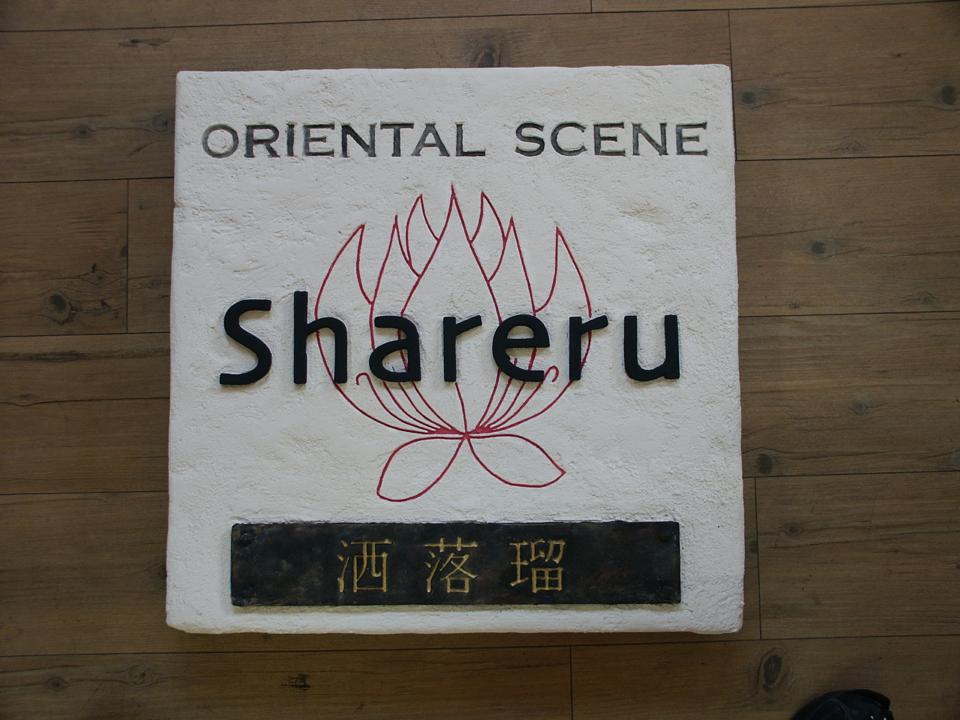 ORIENTAL SCENE
Shareru
洒落瑠